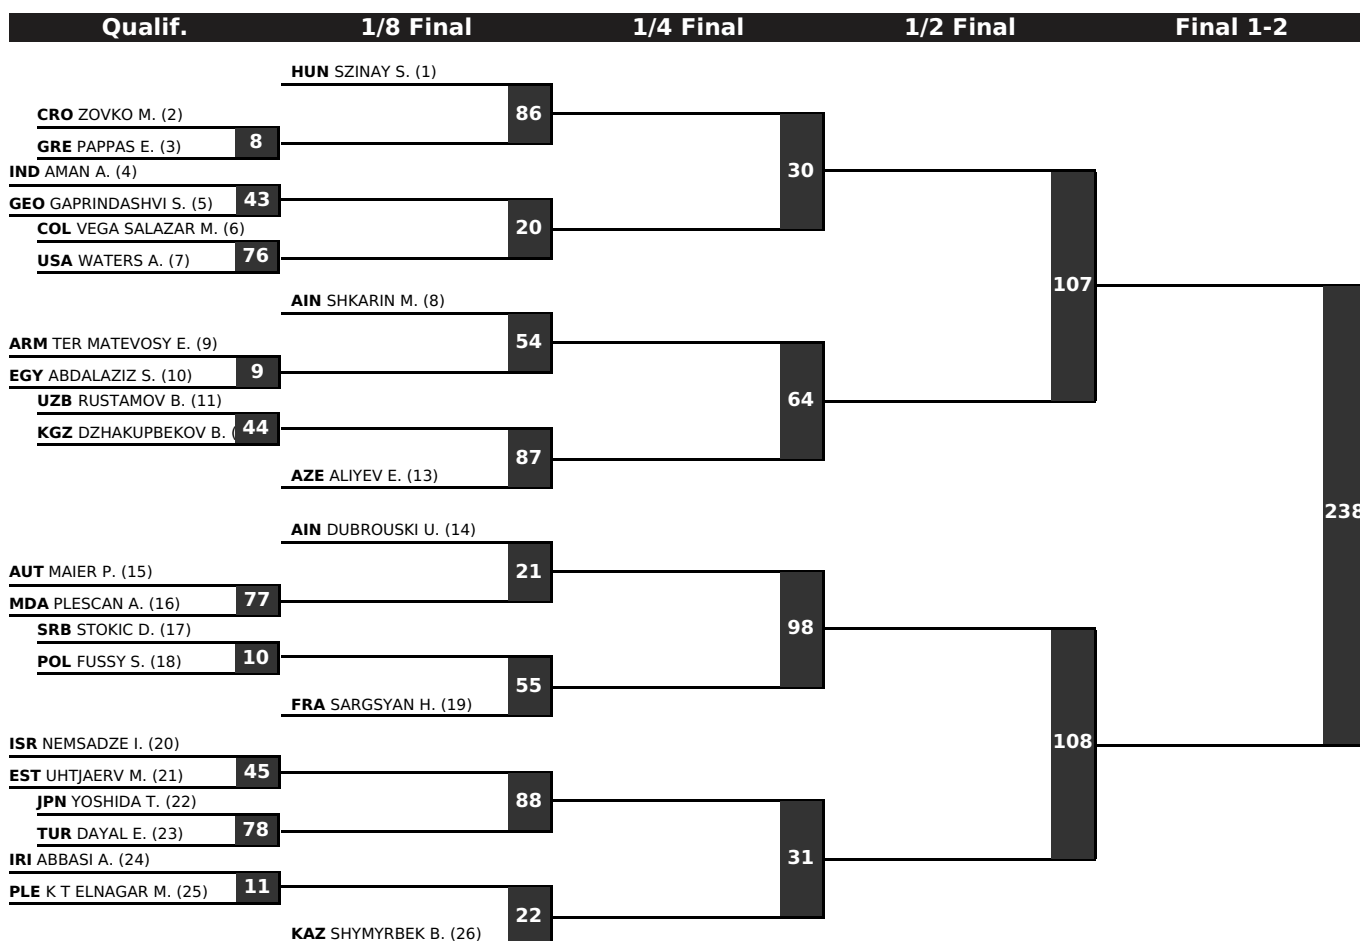 Qualif. 1/8 Final 1/4 Final 1/2 Final Final 1-2
HUN SZINAY S. (1)
86
CRO ZOVKO M. (2)
8
GRE PAPPAS E. (3)
30
IND AMAN A. (4)
43
GEO GAPRINDASHVI S. (5)
20
COL VEGA SALAZAR M. (6)
76
USA WATERS A. (7)
107
AIN SHKARIN M. (8)
54
ARM TER MATEVOSY E. (9)
9
EGY ABDALAZIZ S. (10)
64
UZB RUSTAMOV B. (11)
44
KGZ DZHAKUPBEKOV B. (
87
AZE ALIYEV E. (13)
238
AIN DUBROUSKI U. (14)
21
AUT MAIER P. (15)
77
MDA PLESCAN A. (16)
98
SRB STOKIC D. (17)
10
POL FUSSY S. (18)
55
FRA SARGSYAN H. (19)
108
ISR NEMSADZE I. (20)
45
EST UHTJAERV M. (21)
88
JPN YOSHIDA T. (22)
78
TUR DAYAL E. (23)
31
IRI ABBASI A. (24)
11
PLE K T ELNAGAR M. (25)
22
KAZ SHYMYRBEK B. (26)